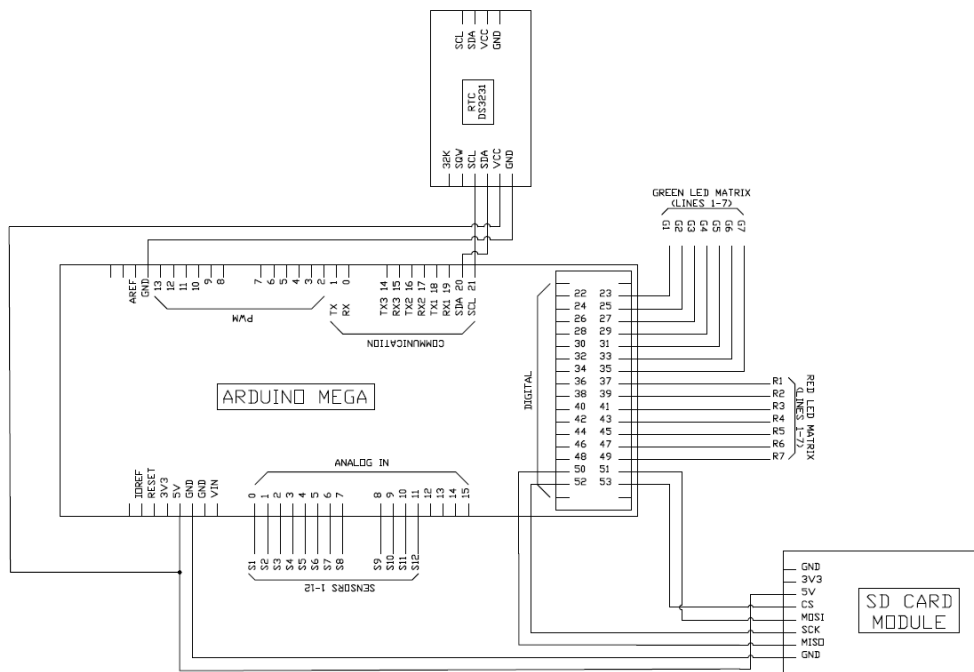 SCL
SDA
VCC
GND
RTC
DS3231
32K
SQW
SCL
SDA
VCC
GND
GREEN LED MATRIX
(LINES 1-7)
G1
G2
G3
G4
G5
G6
G7
AREF
GND
13
12
11
10
9
8
7
6
5
4
3
2
1
0
TX
RX
TX3 14
RX3 15
TX2 16
RX2 17
TX1 18
RX1 19
SDA 20
SCL 21
PWM
COMMUNICATION
DIGITAL
22 23
24 25
26 27
28 29
30 31
32 33
34 35
36 37
38 39
40 41
42 43
44 45
46 47
48 49
50 51
52 53
R1
R2
R3
R4
R5
R6
R7
RED LED MATRIX
(LINES 1-7)
ARDUINO MEGA
ANALOG IN
IOREF
RESET
3V3
5V
GND
GND
VIN
0
1
2
3
4
5
6
7
8
9
10
11
12
13
14
15
S1
S2
S3
S4
S5
S6
S7
S8
S9
S10
S11
S12
SENSORS 1-12
GND
3V3
5V
CS
MOSI
SCK
MISO
GND
SD CARD
MODULE